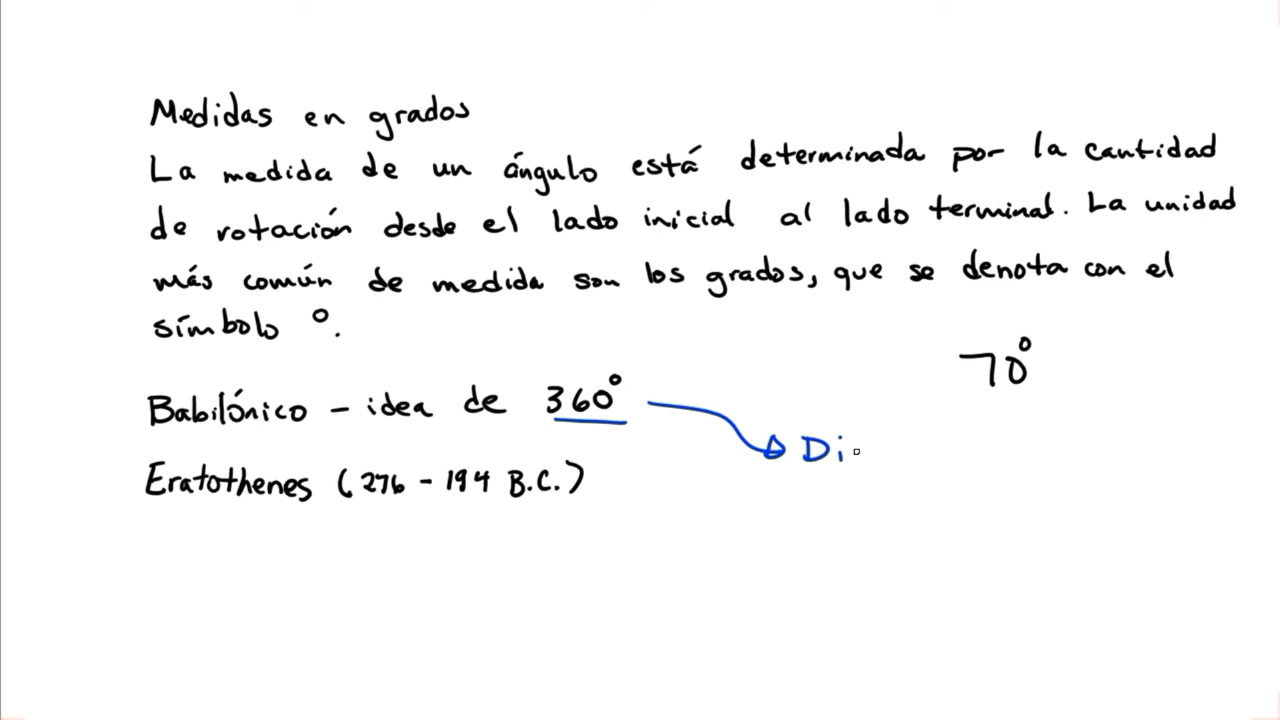 Medidas en grados
La medida de un ángulo está determinada por la cantidad
de rotación desde el lado inicial al lado terminal. La unidad
más común de medida son los grados, que se denota con el
símbolo °.
70°
Babilónico - idea de 360°
Di
Eratothenes (276 - 194 B.C.)